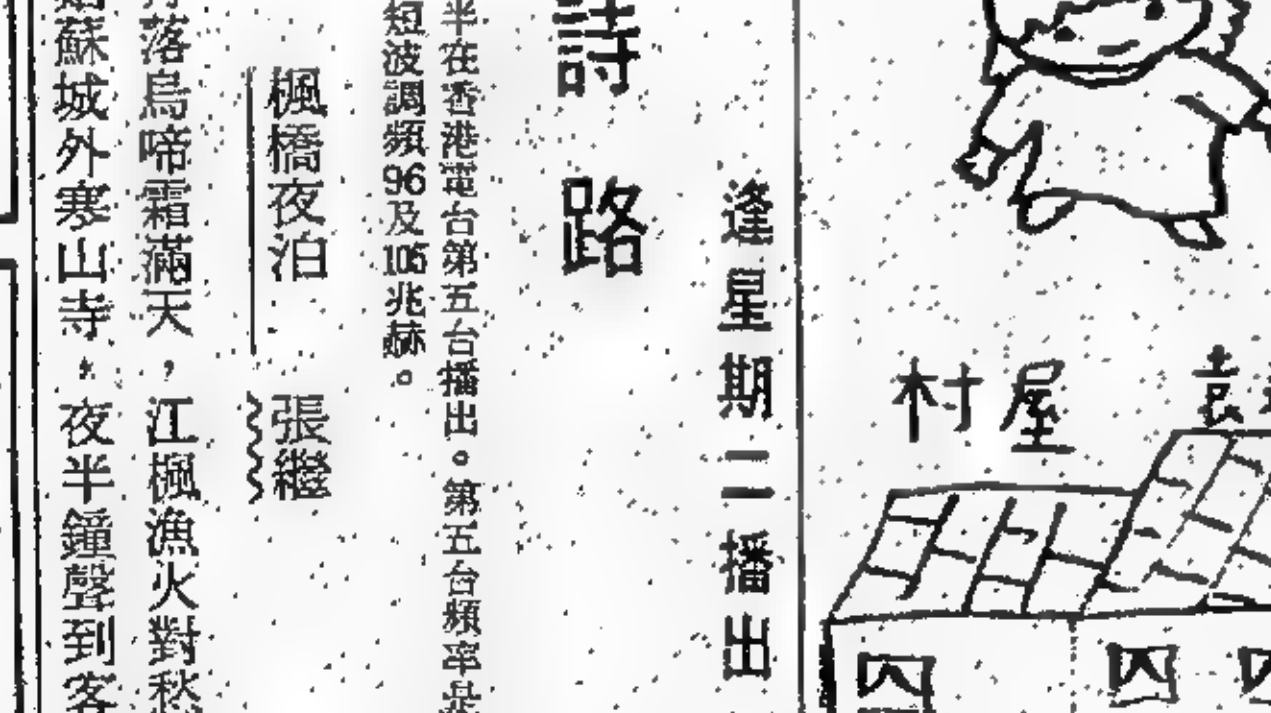 村屋
逢星期二播出
詩路
半在香港電台第五台播出。第五台頻率是
短波調頻96及105兆赫。
楓橋夜泊 張繼
落烏啼霜滿天，江楓漁火對愁
蘇城外寒山寺，夜半鐘聲到客